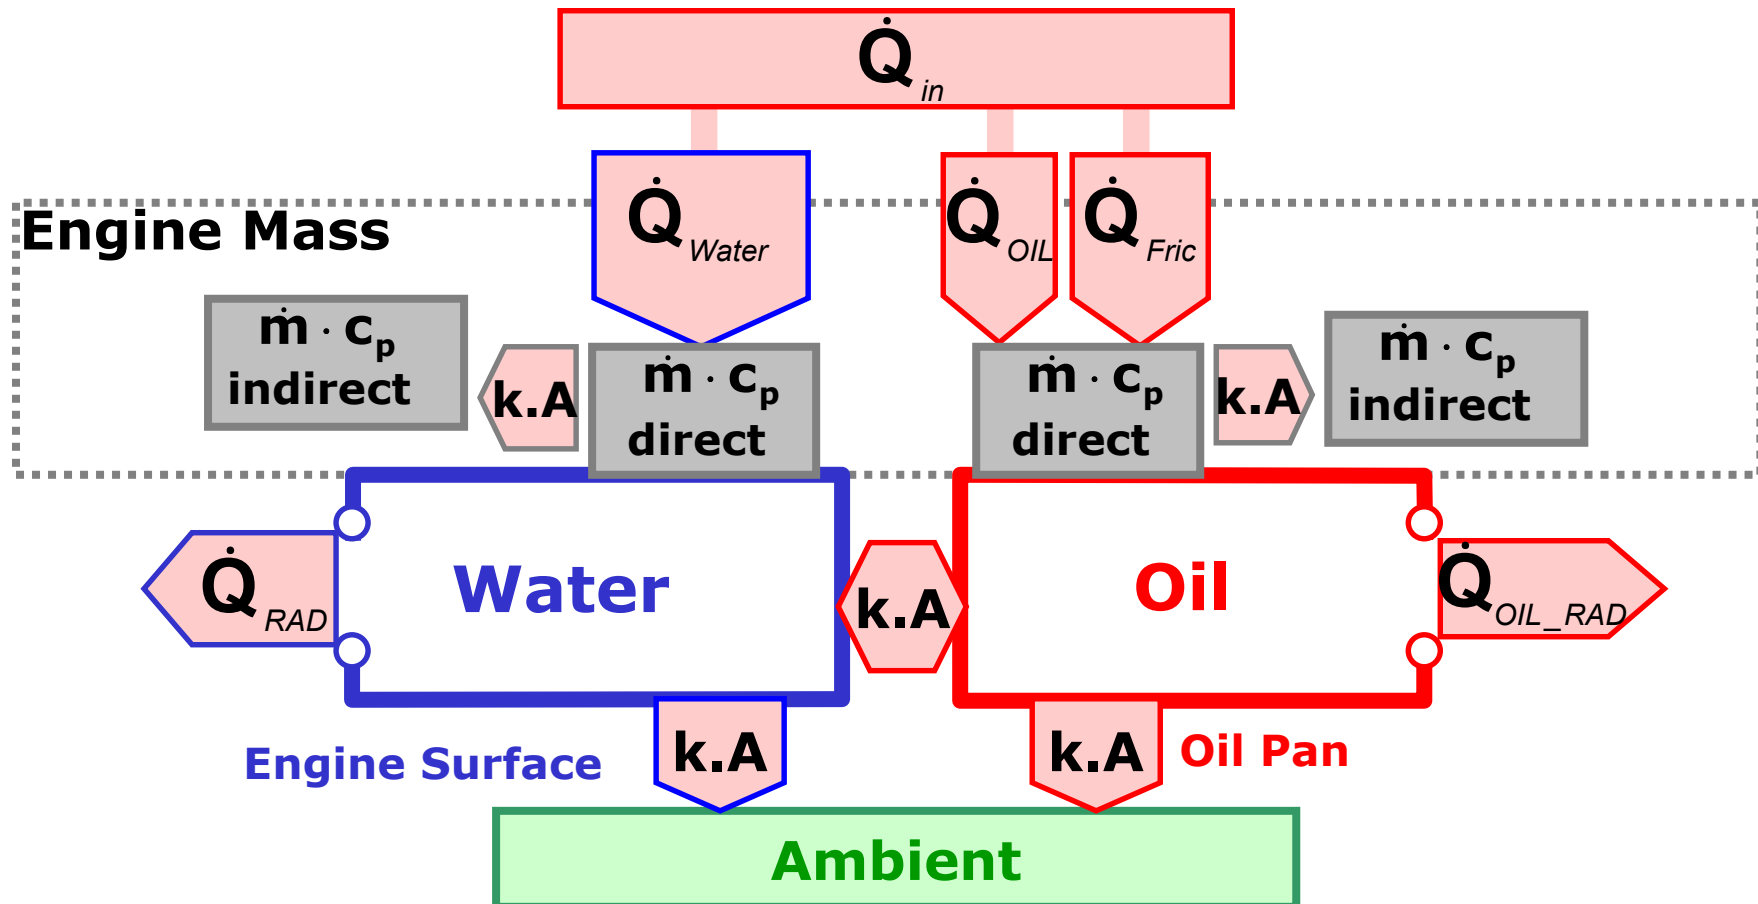 Q̇ in
Engine Mass
Q̇ Water
Q̇ OIL
Q̇ Fric
ṁ · cp
indirect
k.A
ṁ · cp
direct
ṁ · cp
direct
k.A
ṁ · cp
indirect
Q̇ RAD
Water
k.A
Oil
Q̇ OIL_RAD
Engine Surface
k.A
k.A
Oil Pan
Ambient